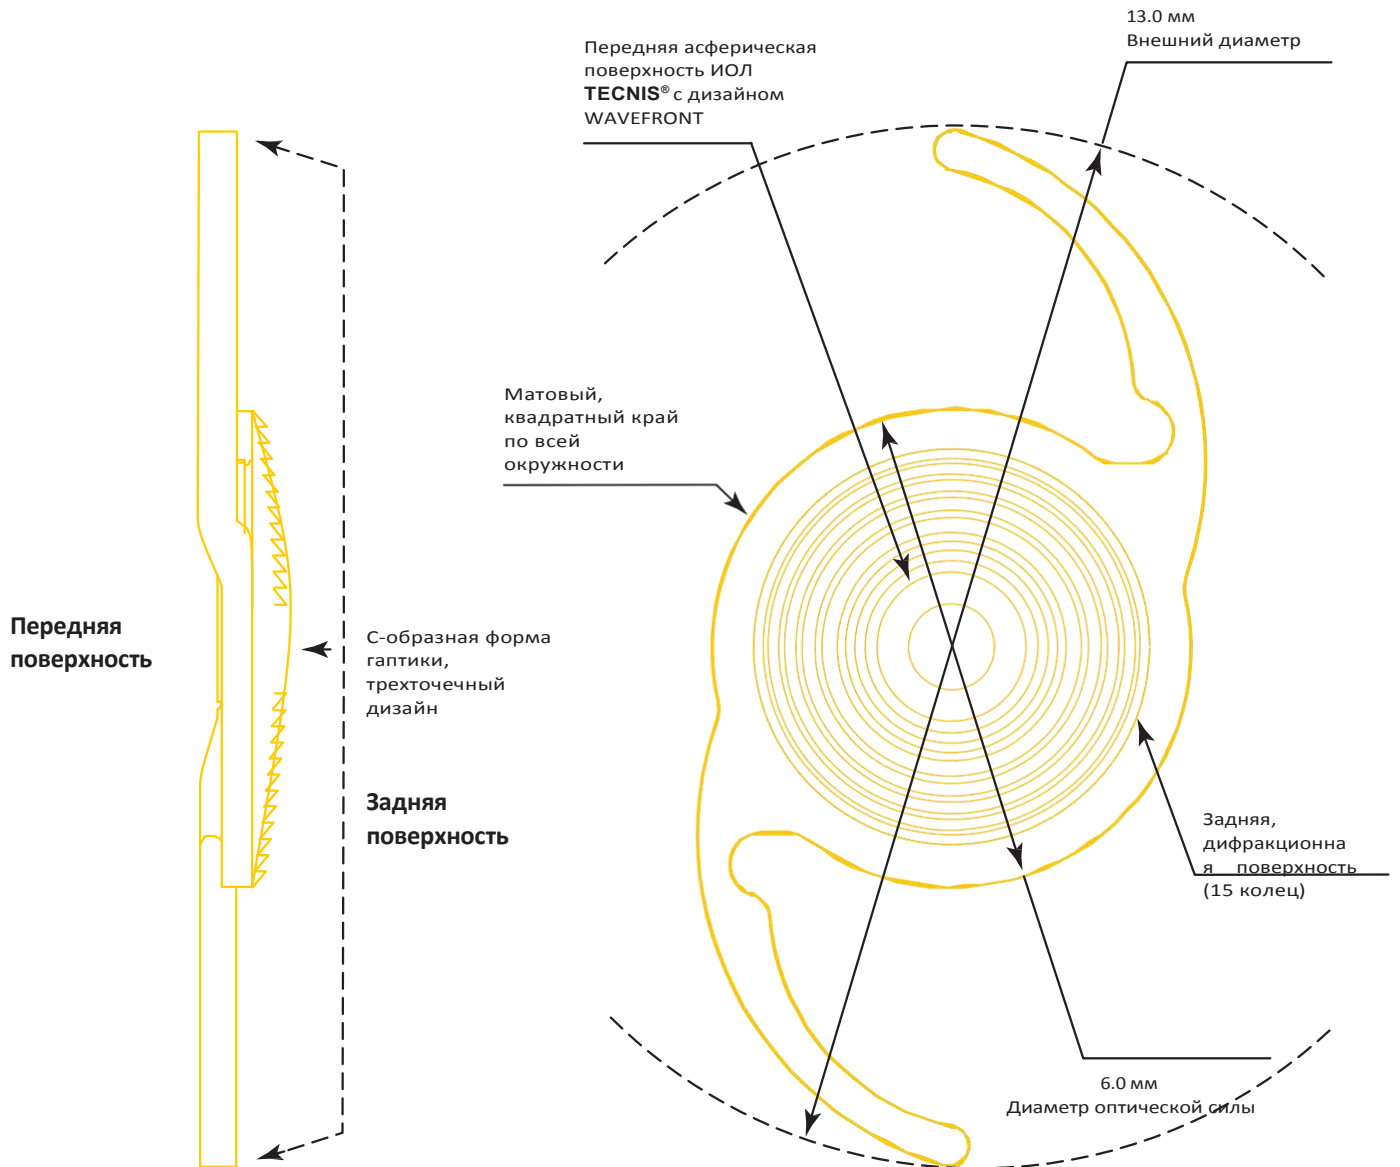 13.0 мм
Внешний диаметр
Передняя асферическая
поверхность ИОЛ
TECNIS® с дизайном
WAVEFRONT
Матовый,
квадратный край
по всей
окружности
Передняя
поверхность
С-образная форма
гаптики,
трехточечный
дизайн
Задняя
поверхность
Задняя,
дифракционна
я поверхность
(15 колец)
6.0 мм
Диаметр оптической силы